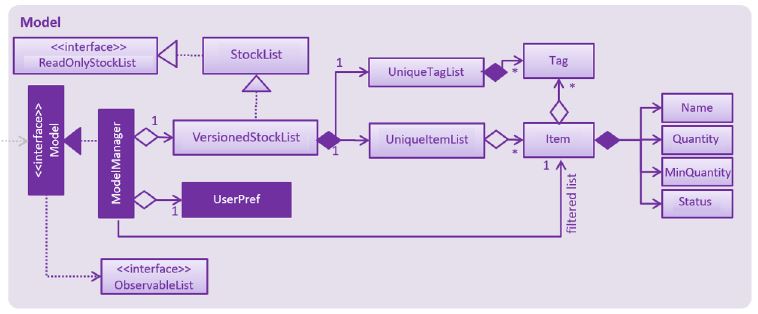 Model
<<interface>>
ReadOnlyStockList
StockList
1
UniqueTagList
*
Tag
*
<<interface>>
Model
ModelManager
1
VersionedStockList
1
UniqueItemList
*
Item
1
Name
Quantity
MinQuantity
Status
1
UserPref
filtered list
<<interface>>
ObservableList